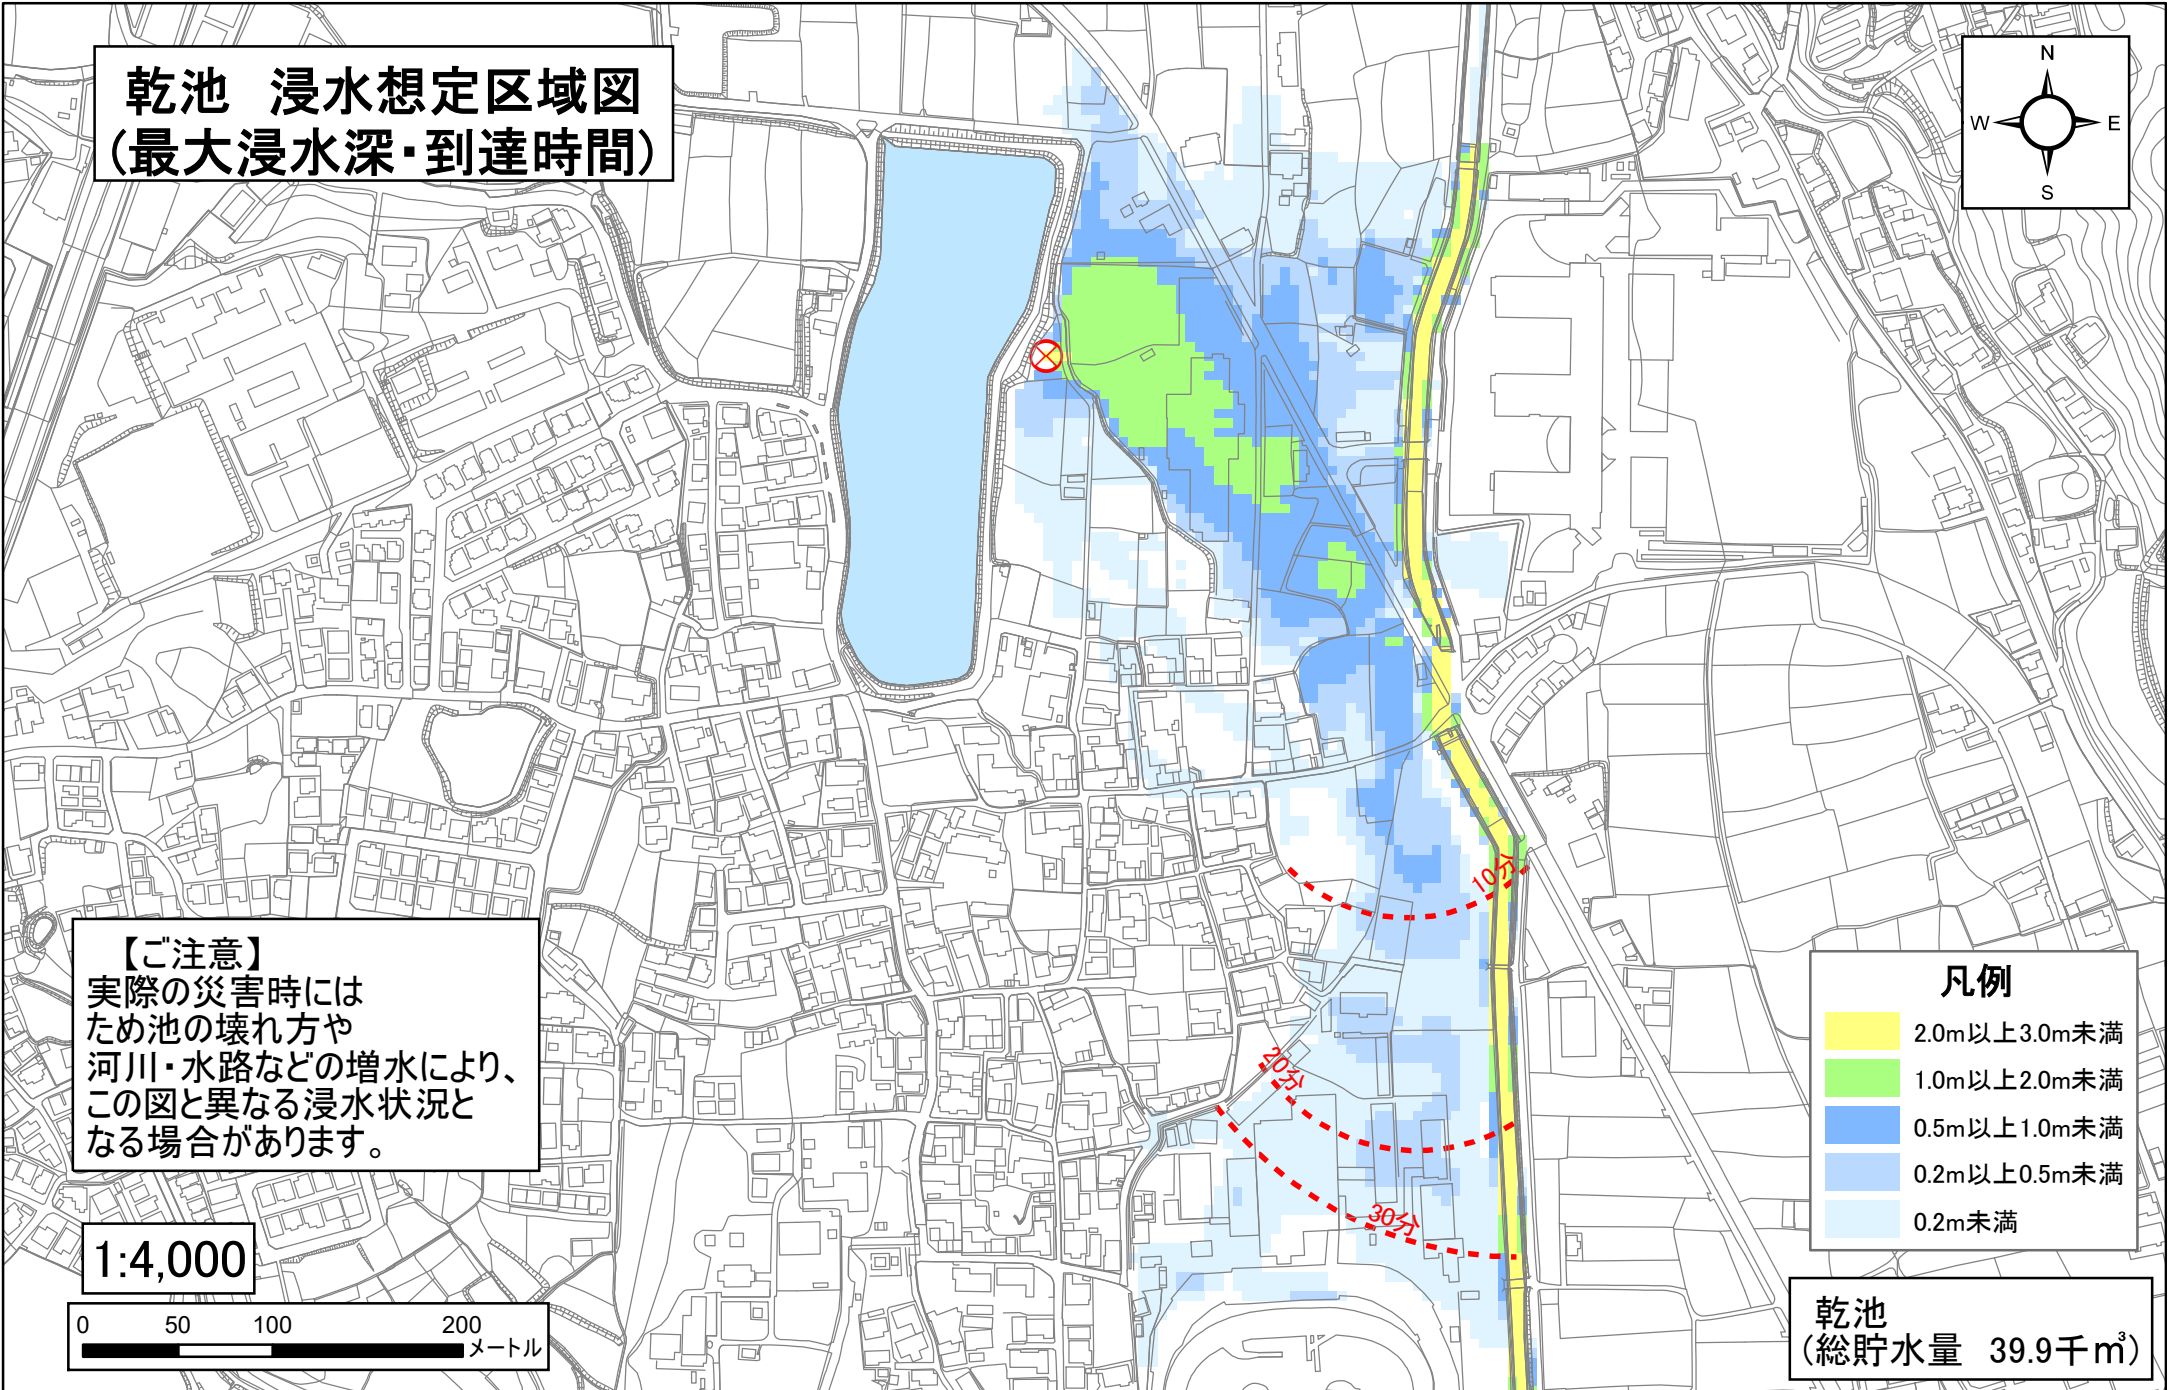 乾池　浸水想定区域図
(最大浸水深・到達時間)
N
W
E
S
10分
20分
30分
【ご注意】
実際の災害時には
ため池の壊れ方や
河川・水路などの増水により、
この図と異なる浸水状況と
なる場合があります。
凡例
2.0m以上3.0m未満
1.0m以上2.0m未満
0.5m以上1.0m未満
0.2m以上0.5m未満
0.2m未満
1:4,000
0 50 100 200
メートル
乾池
(総貯水量　39.9千㎥)